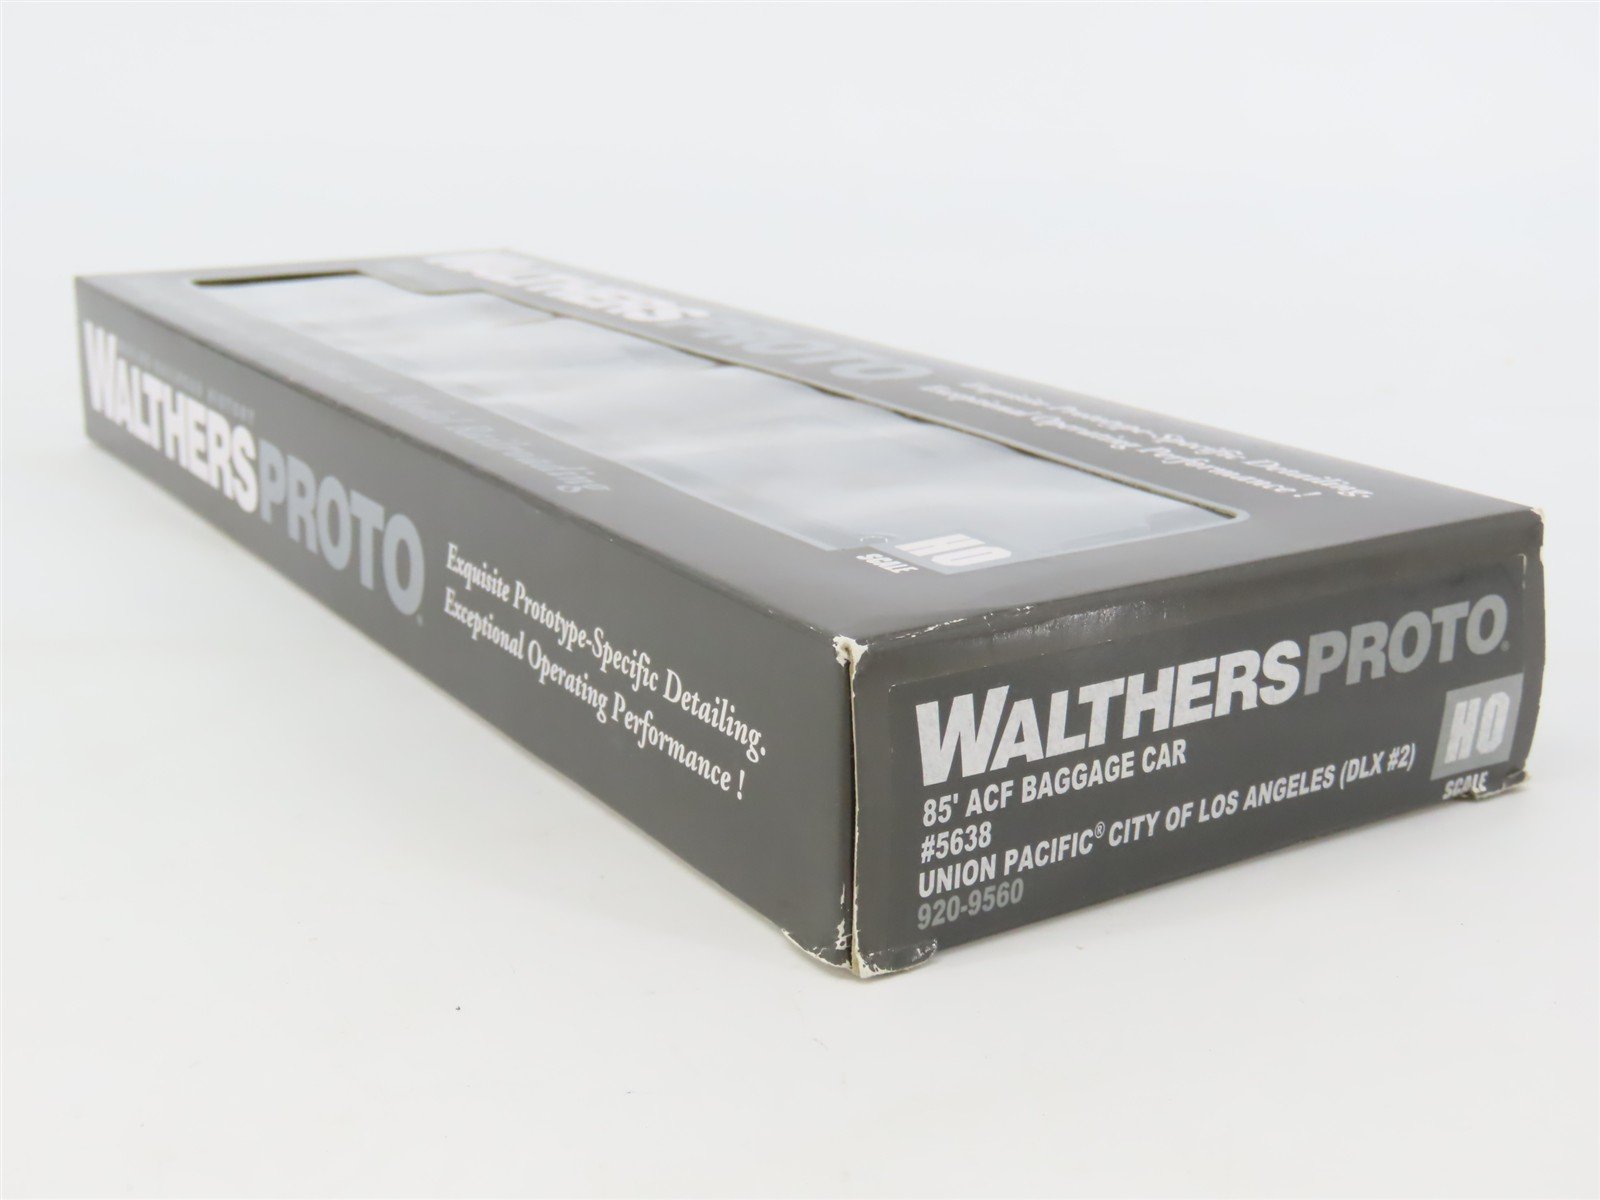 WALTHERSPROTO
Exquisite Prototype-Specific Detailing.
Exceptional Operating Performance !
HO
SCALE
WALTHERSPROTO®
Exquisite Prototype-Specific Detailing.
Exceptional Operating Performance !
WALTHERSPROTO®
85' ACF BAGGAGE CAR
#5638
UNION PACIFIC® CITY OF LOS ANGELES (DLX #2)
920-9560
HO
SCALE